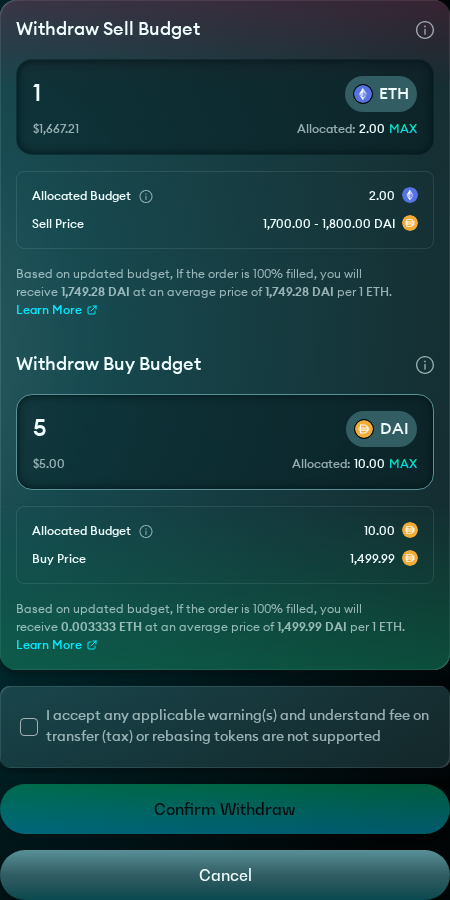 Withdraw Sell Budget
1
ETH
$1,667.21
Allocated: 2.00 MAX
Allocated Budget
2.00
Sell Price
1,700.00 - 1,800.00 DAI
Based on updated budget, If the order is 100% filled, you will
receive 1,749.28 DAI at an average price of 1,749.28 DAI per 1 ETH.
Learn More
Withdraw Buy Budget
5
DAI
$5.00
Allocated: 10.00 MAX
Allocated Budget
10.00
Buy Price
1,499.99
Based on updated budget, If the order is 100% filled, you will
receive 0.003333 ETH at an average price of 1,499.99 DAI per 1 ETH.
Learn More
I accept any applicable warning(s) and understand fee on
transfer (tax) or rebasing tokens are not supported
Confirm Withdraw
Cancel